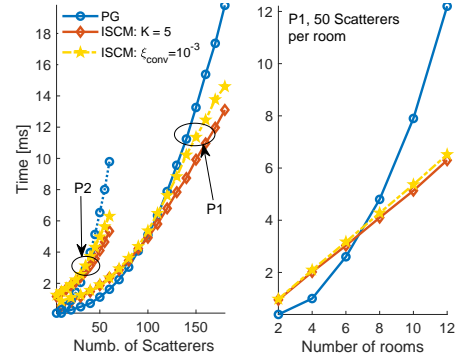 PG
ISCM: K = 5
ISCM: ξconv=10-3
P1, 50 Scatterers
per room
Time [ms]
18
16
14
12
10
8
6
4
2
P2
P1
50
100
150
Numb. of Scatterers
12
10
8
6
4
2
2
4
6
8
10
12
Number of rooms